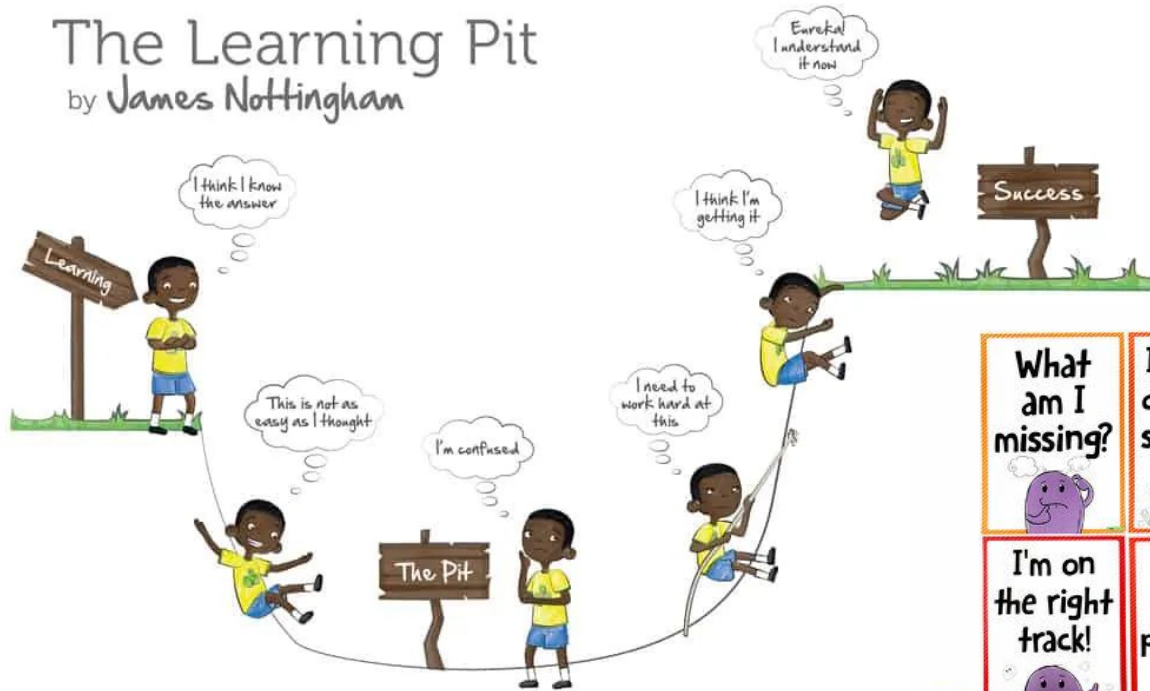 The Learning Pit
by James Nottingham
Eureka!
I understand
it now
I think I know
the answer
I think I'm
getting it
Success
Learning
This is not as
easy as I thought
I'm confused
I need to
work hard at
this
The Pit
What
am I
missing?
I'm on
the right
track!